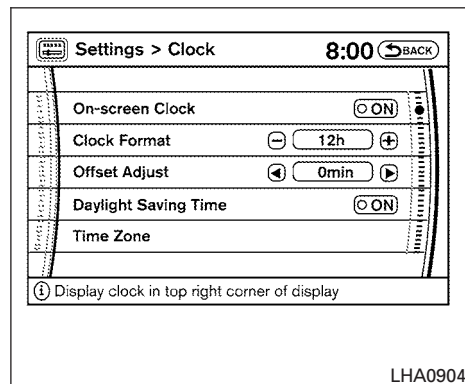 Settings > Clock 8:00 BACK
On-screen Clock ON
Clock Format 12h
Offset Adjust 0min
Daylight Saving Time ON
Time Zone
i Display clock in top right corner of display
LHA0904